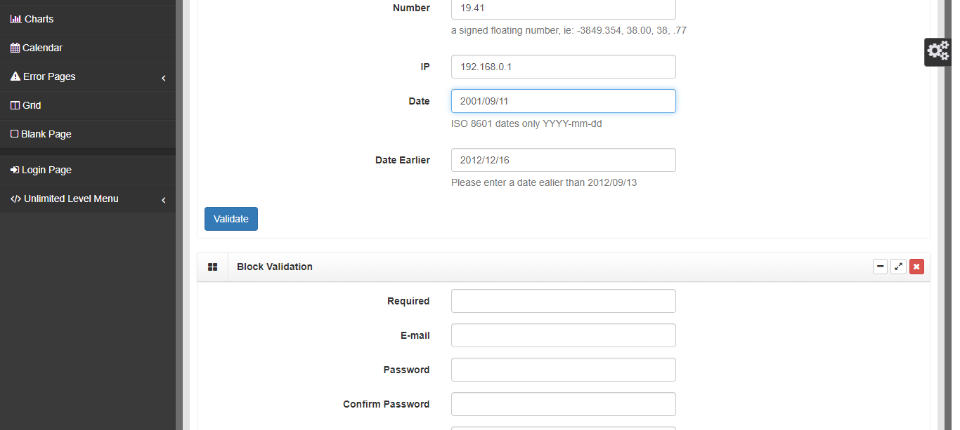 Charts
Calendar
Error Pages
Grid
Blank Page
Login Page
Unlimited Level Menu
Number
19.41
a signed floating number, ie: -3849.354, 38.00, 38, .77
IP
192.168.0.1
Date
2001/09/11
ISO 8601 dates only YYYY-mm-dd
Date Earlier
2012/12/16
Please enter a date ealier than 2012/09/13
Validate
Block Validation
Required
E-mail
Password
Confirm Password